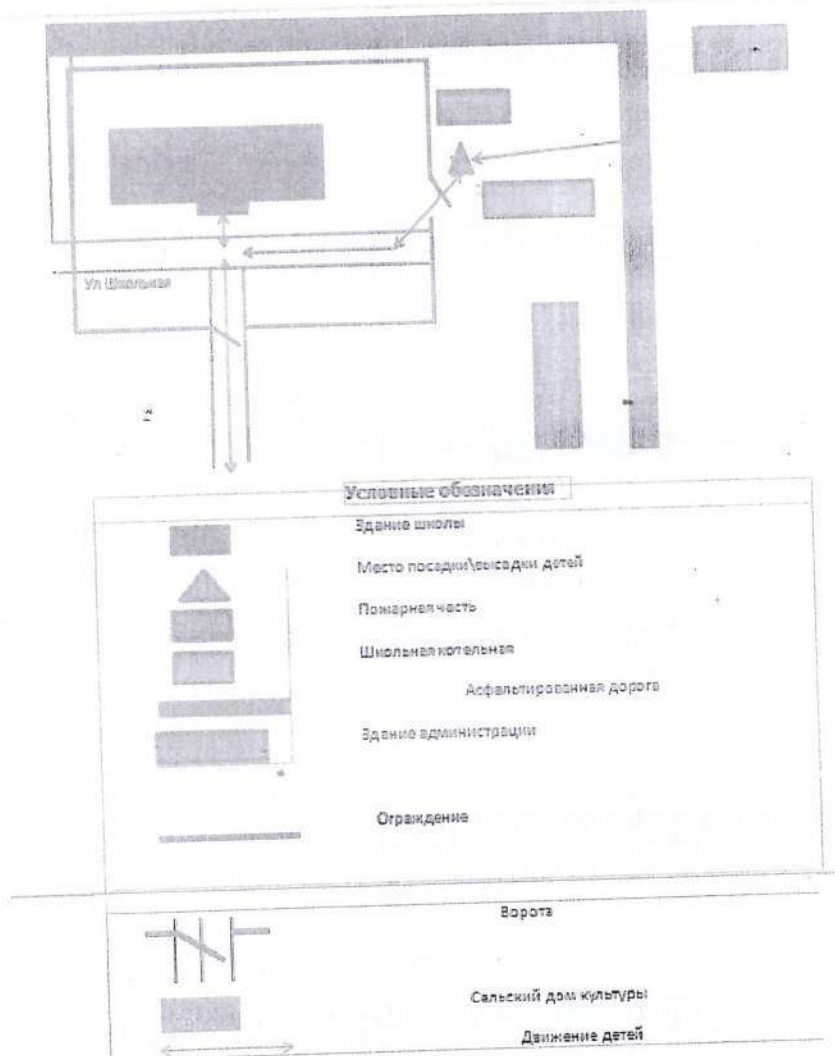 Ул Школьная
Условные обозначения
Здание школы
Место посадки\высадки детей
Пожарная часть
Школьная котельная
Асфальтированная дорога
Здание администрации
Ограждение
Ворота
Сальский дом культуры
Движение детей